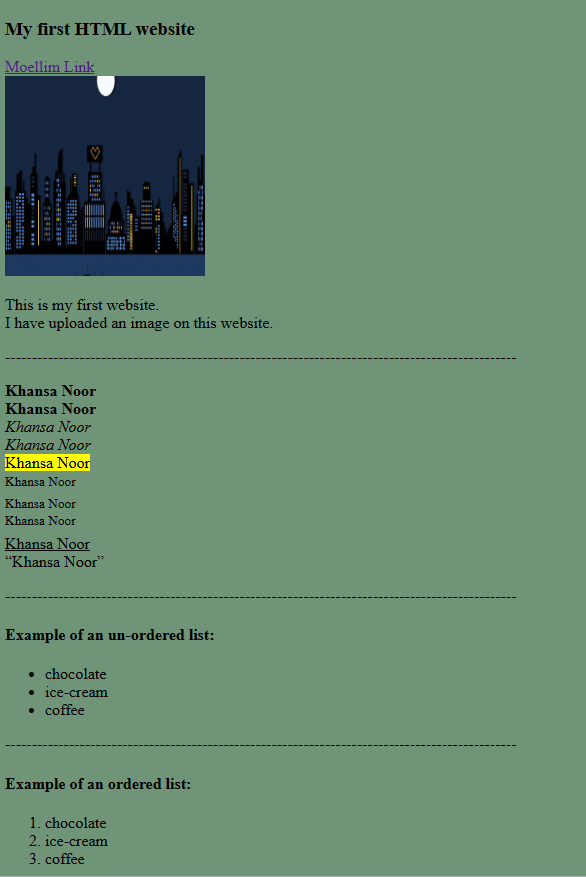 My first HTML website
Moellim Link
This is my first website.
I have uploaded an image on this website.
------------------------------------------------------------------------------------------------
Khansa Noor
Khansa Noor
Khansa Noor
Khansa Noor
Khansa Noor
Khansa Noor
Khansa Noor
Khansa Noor
Khansa Noor
“Khansa Noor”
------------------------------------------------------------------------------------------------
Example of an un-ordered list:
• chocolate
• ice-cream
• coffee
------------------------------------------------------------------------------------------------
Example of an ordered list:
1. chocolate
2. ice-cream
3. coffee